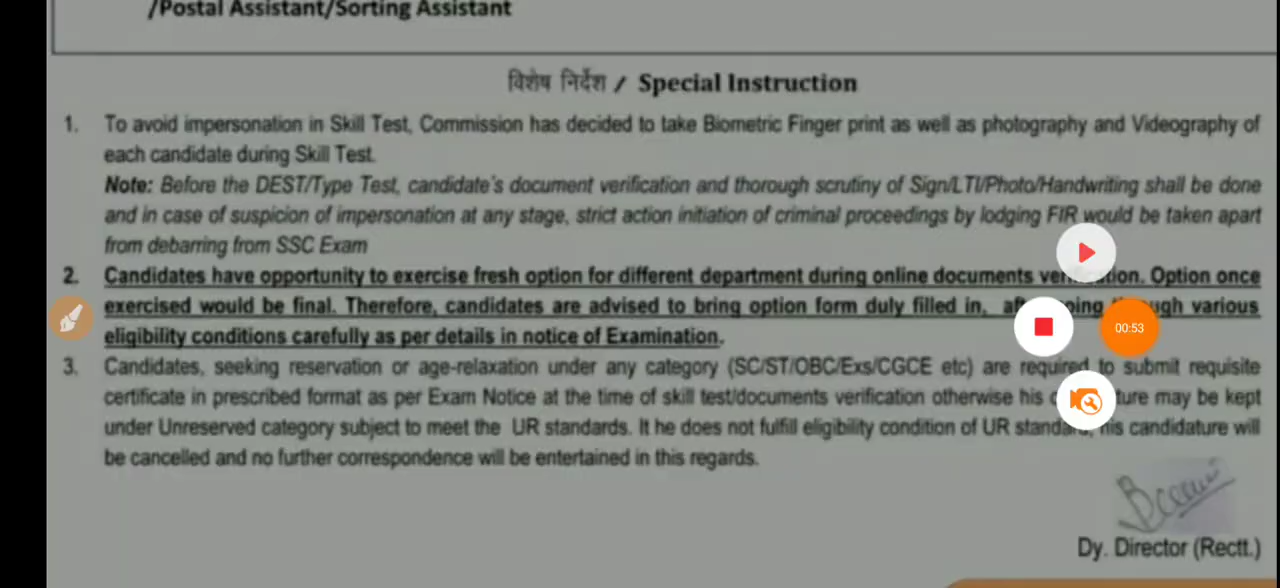 /Postal Assistant/Sorting Assistant
विशेष निर्देश / Special Instruction
1. To avoid impersonation in Skill Test, Commission has decided to take Biometric Finger print as well as photography and Videography of
each candidate during Skill Test.
Note: Before the DEST/Type Test, candidate's document verification and thorough scrutiny of Sign/LTI/Photo/Handwriting shall be done
and in case of suspicion of impersonation at any stage, strict action initiation of criminal proceedings by lodging FIR would be taken apart
from debarring from SSC Exam
2. Candidates have opportunity to exercise fresh option for different department during online documents Option once
exercised would be final. Therefore, candidates are advised to bring option form duly filled in, various
eligibility conditions carefully as per details in notice of Examination.
00:53
3. Candidates, seeking reservation or age-relaxation under any category (SC/ST/OBC/Exs/CGCE etc) are required to submit requisite
certificate in prescribed format as per Exam Notice at the time of skill test/documents verification otherwise his may be kept
under Unreserved category subject to meet the UR standards. It he does not fulfill eligibility condition of UR standard, his candidature will
be cancelled and no further correspondence will be entertained in this regards.
Dy. Director (Rectt.)